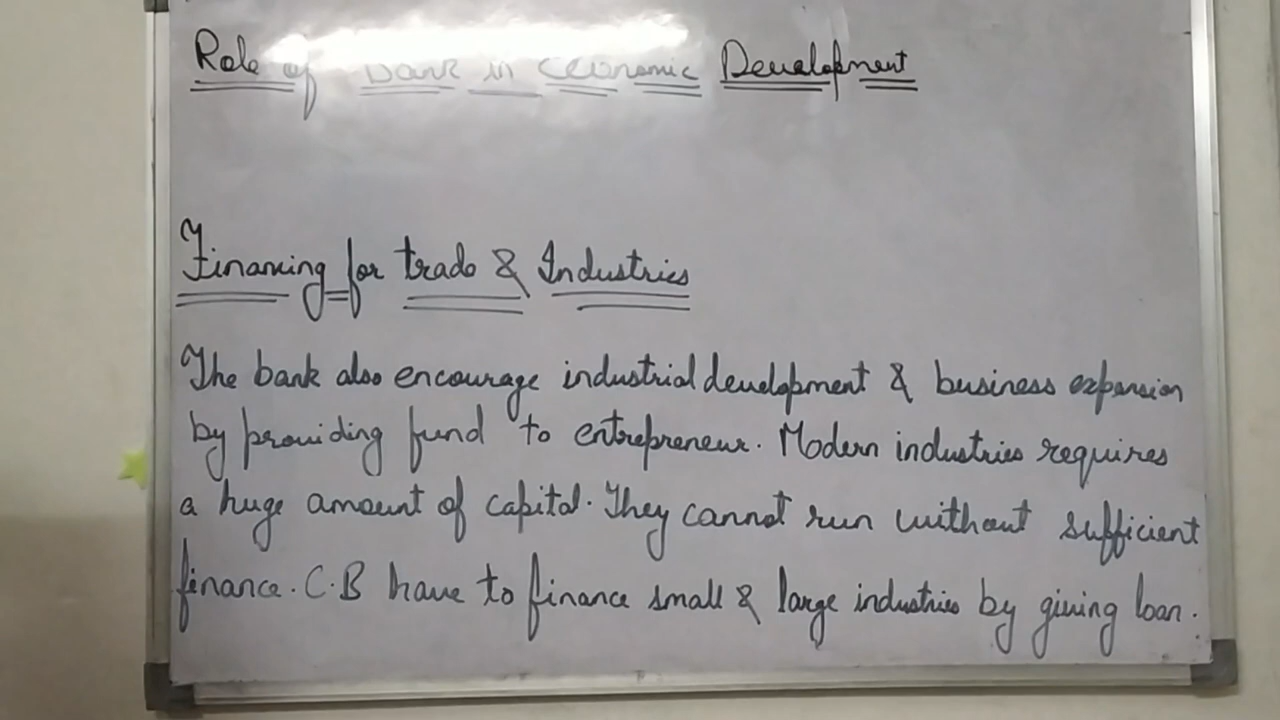 Role of Bank in Economic Development
Financing for trade & Industries
The bank also encourage industrial development & business expansion
by providing fund to entrepreneur. Modern industries requires
a huge amount of capital. They cannot run without sufficient
finance. C.B have to finance small & large industries by giving loan.